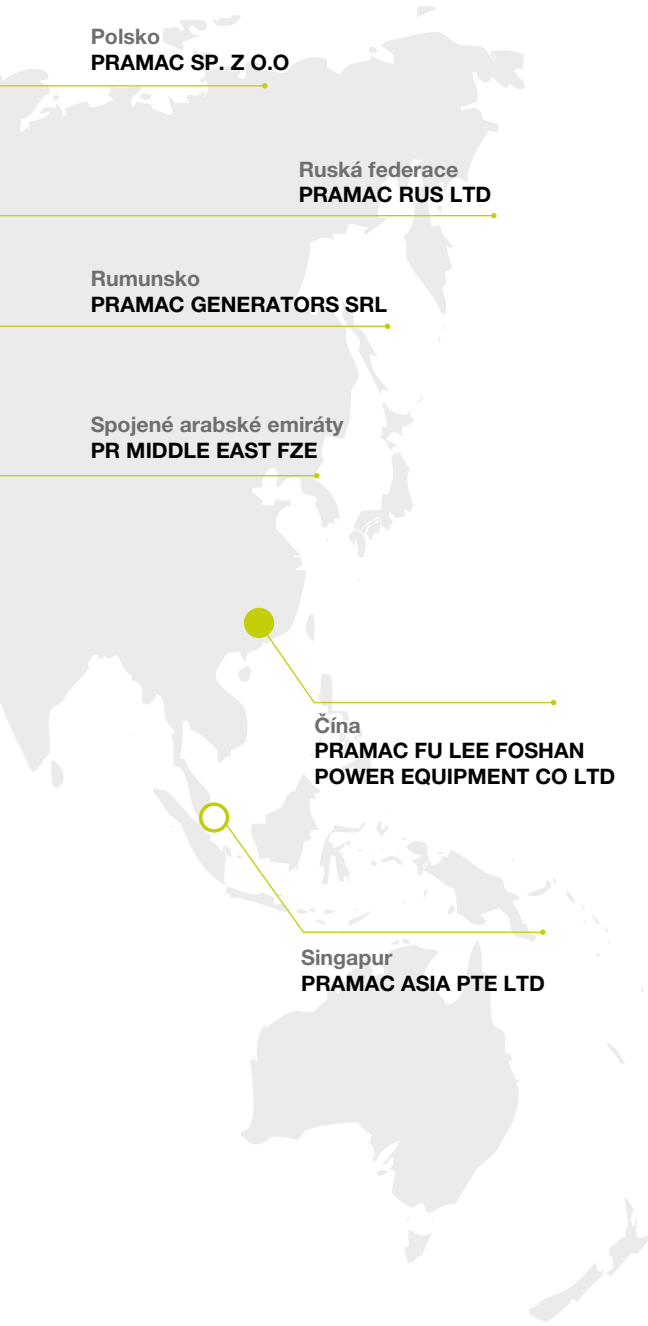 Polsko
PRAMAC SP. Z O.O
Ruská federace
PRAMAC RUS LTD
Rumunsko
PRAMAC GENERATORS SRL
Spojené arabské emiráty
PR MIDDLE EAST FZE
Čína
PRAMAC FU LEE FOSHAN
POWER EQUIPMENT CO LTD
Singapur
PRAMAC ASIA PTE LTD